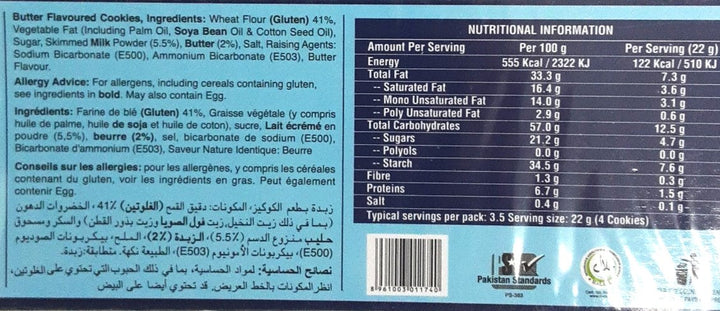 Butter Flavoured Cookies, Ingredients: Wheat Flour (Gluten) 41%,
Vegetable Fat (Including Palm Oil, Soya Bean Oil & Cotton Seed Oil),
Sugar, Skimmed Milk Powder (5.5%), Butter (2%), Salt, Raising Agents:
Sodium Bicarbonate (E500), Ammonium Bicarbonate (E503), Butter
Flavour.
Allergy Advice: For allergens, including cereals containing gluten,
see ingredients in bold. May also contain Egg.
Ingrédients: Farine de blé (Gluten) 41%, Graisse végétale (y compris
huile de palme, huile de soja et huile de coton), sucre, Lait écrémé en
poudre (5,5%), beurre (2%), sel, bicarbonate de sodium (E500),
Bicarbonate d'ammonium (E503), Saveur Nature Identique: Beurre
Conseils sur les allergies: pour les allergènes, y compris les céréales
contenant du gluten, voir les ingrédients en gras. Peut également
contenir Egg.
زبدة بطعم الكوكيز، المكونات: دقيق القمح (الغلوتين) ٤١٪، الخضروات الدهون
(بما في ذلك زيت النخيل، زيت فول الصويا وزيت بذور القطن) والسكر ومسحوق
حليب منزوع الدسم (٥.٥٪)، الزبدة (٢٪)، الملح، بيكربونات الصوديوم
(E500)، بيكربونات الأمونيوم (E503)، الطبيعة نكهة. متطابقة: زبدة.
نصائح الحساسية: لمواد الحساسية، بما في ذلك الحبوب التي تحتوي على الغلوتين،
انظر المكونات بالخط العريض. قد تحتوي أيضا على البيض
NUTRITIONAL INFORMATION
Amount Per Serving Per 100 g Per Serving (22 g)
Energy 555 Kcal / 2322 KJ 122 Kcal / 510 KJ
Total Fat 33.3 g 7.3 g
-- Saturated Fat 16.4 g 3.6 g
-- Mono Unsaturated Fat 14.0 g 3.1 g
-- Poly Unsaturated Fat 2.9 g 0.6 g
Total Carbohydrates 57.0 g 12.5 g
-- Sugars 21.2 g 4.7 g
-- Polyols 0.0 g 0.0 g
-- Starch 34.5 g 7.6 g
Fibre 1.3 g 0.3 g
Proteins 6.7 g 1.5 g
Salt 0.4 g 0.1 g
Typical servings per pack: 3.5 Serving size: 22 g (4 Cookies)
8 961003 011740
Pakistan Standards
PS-383